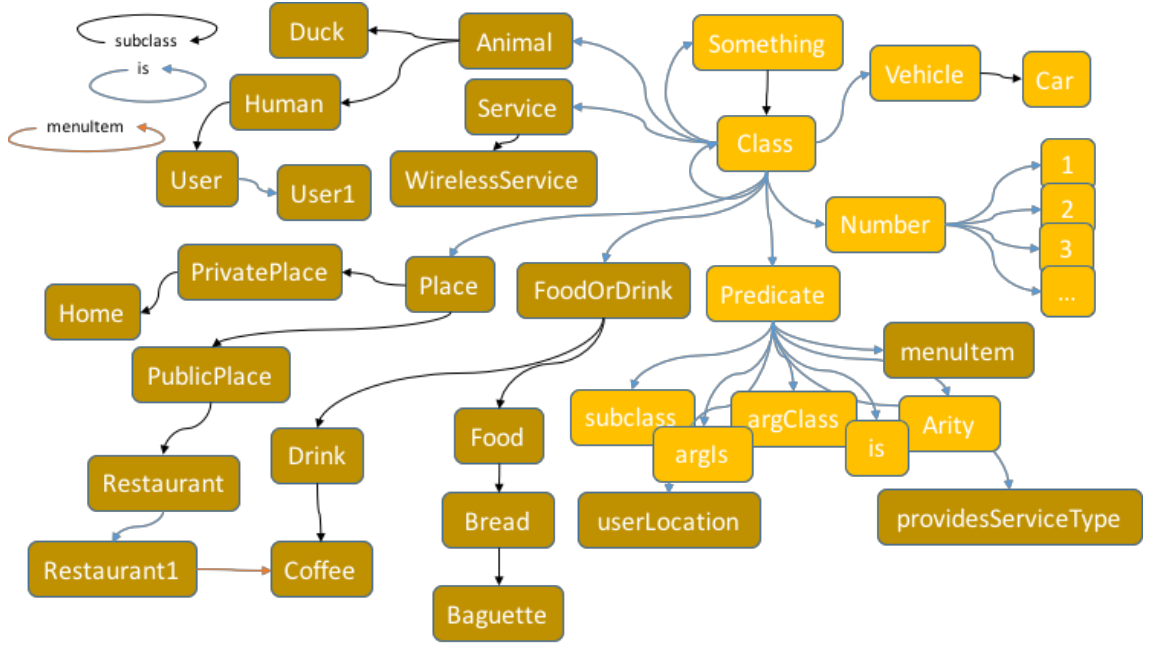 subclass
is
menuItem
Duck
Animal
Something
Vehicle
Car
Human
Service
Class
User
User1
WirelessService
Number
1
2
3
...
PrivatePlace
Place
FoodOrDrink
Predicate
Home
PublicPlace
menuItem
subclass
argClass
Arity
argIs
is
Food
Drink
Restaurant
Bread
userLocation
providesServiceType
Restaurant1
Coffee
Baguette